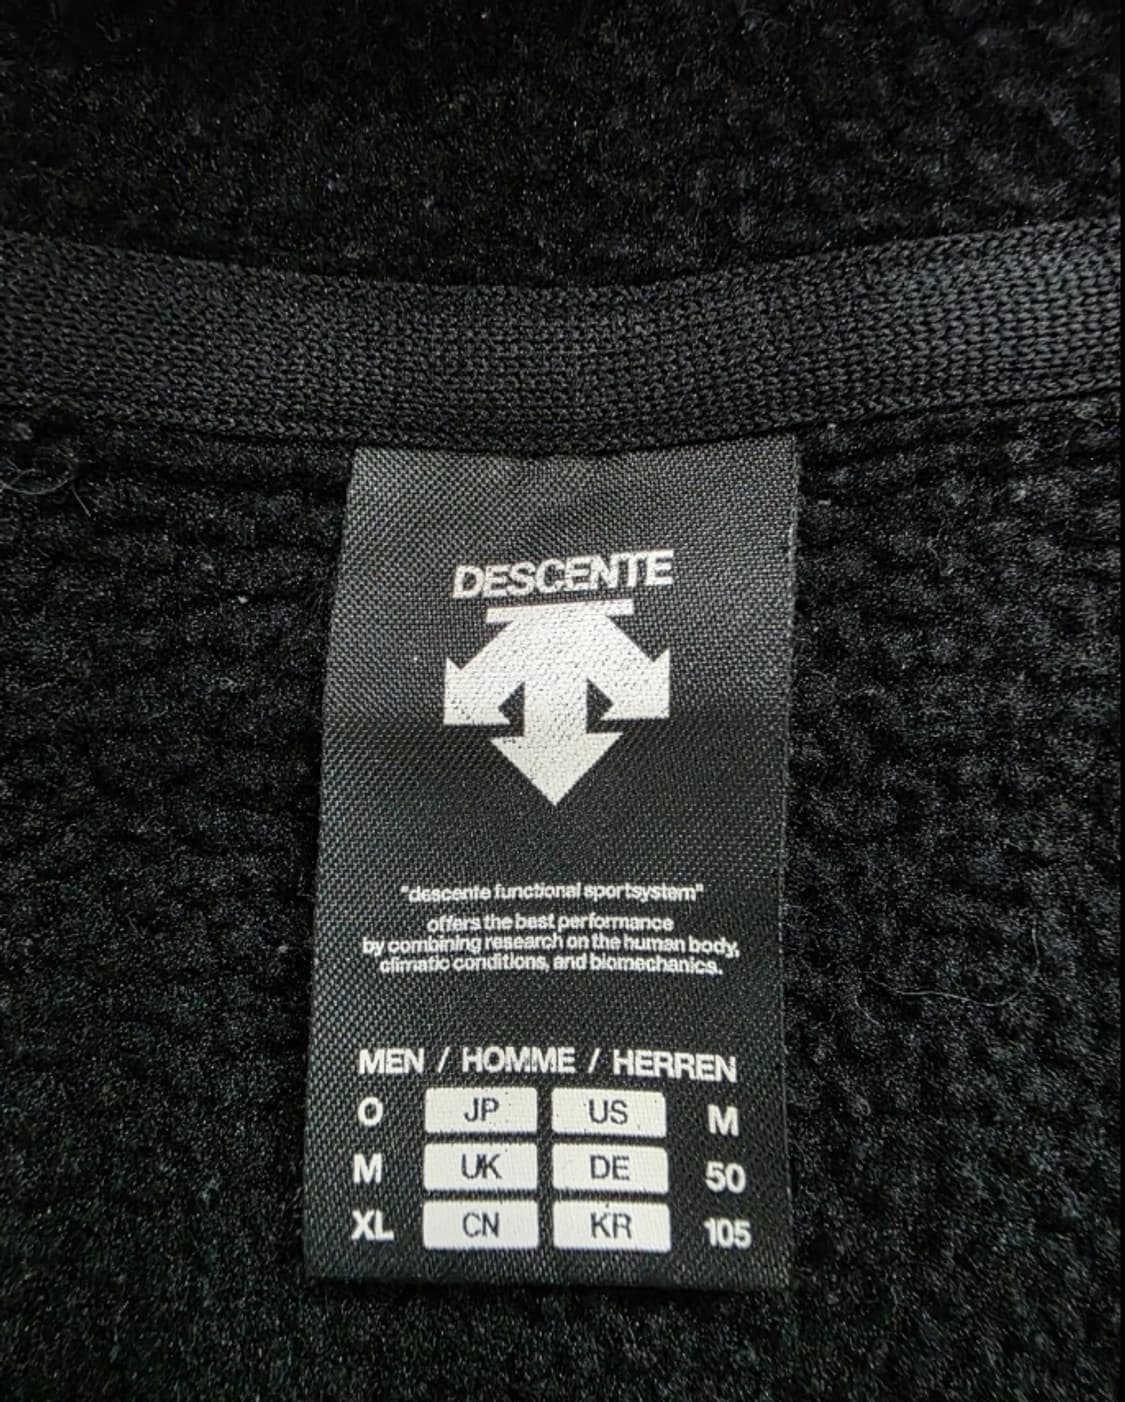 DESCENTE
"descente functional sportsystem"
offers the best performance
by combining research on the human body,
climatic conditions, and biomechanics.
MEN / HOMME / HERREN
O JP US M
M UK DE 50
XL CN KR 105